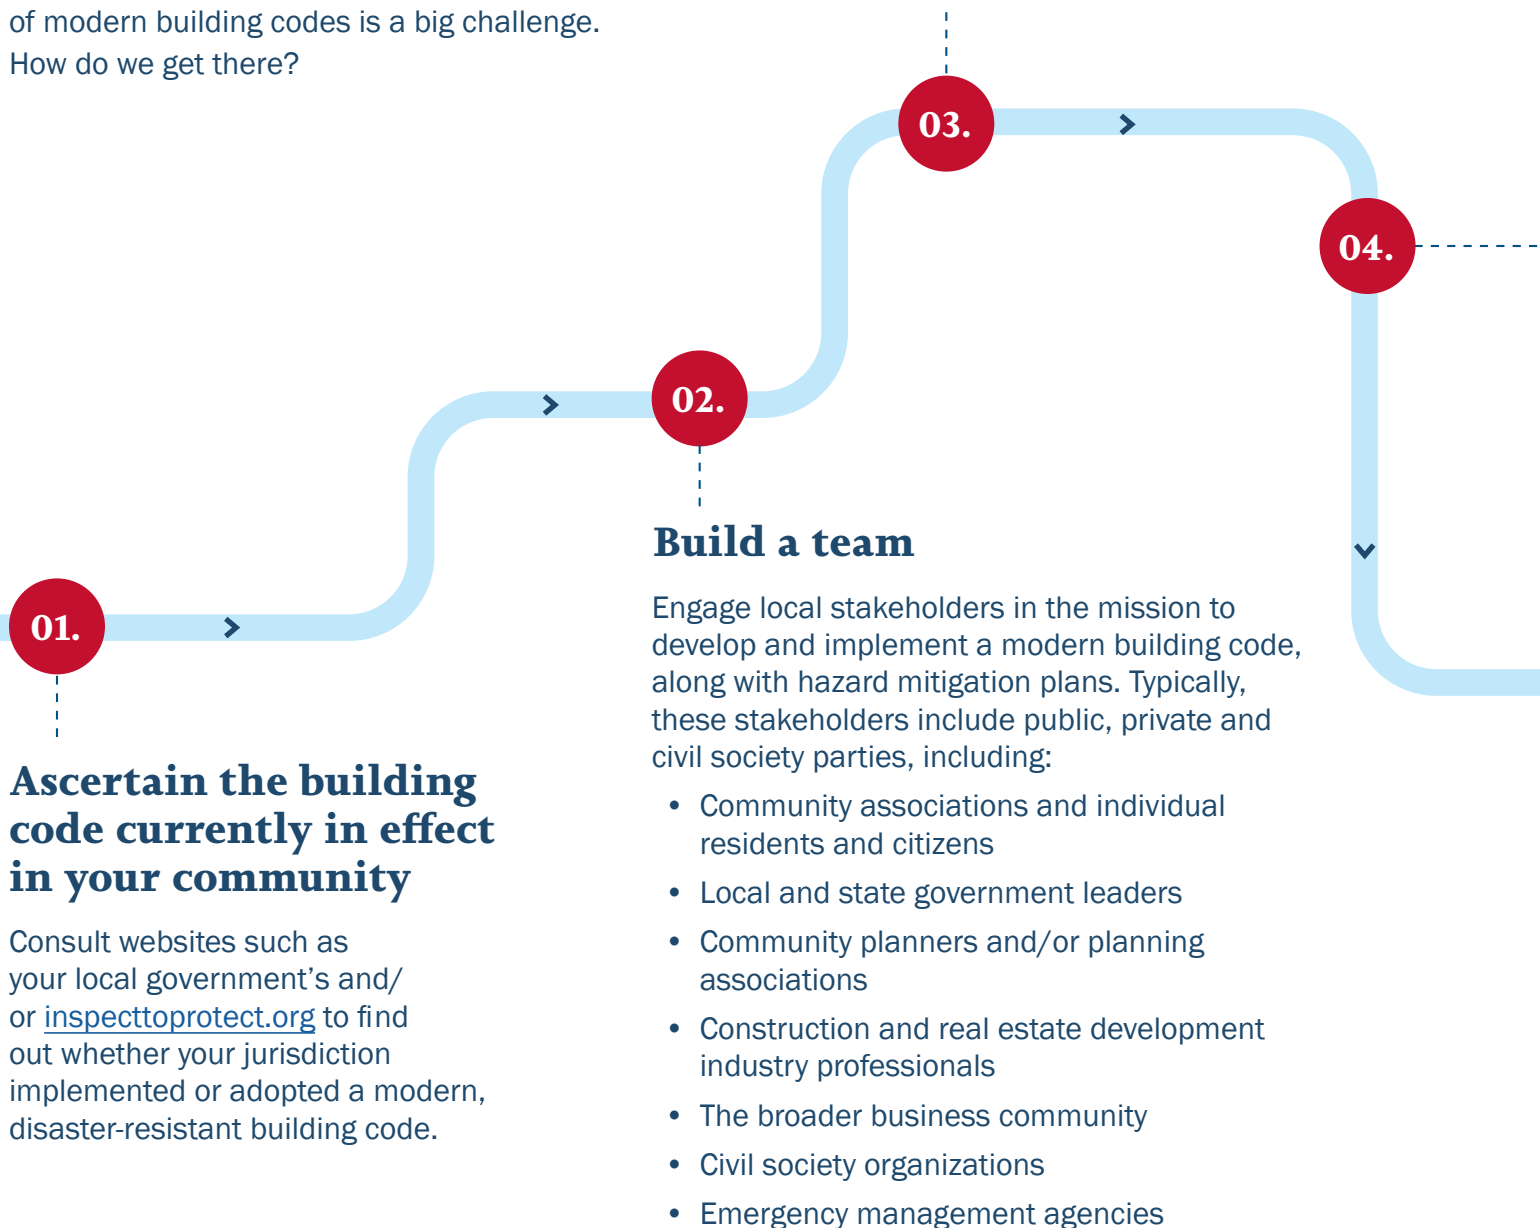 of modern building codes is a big challenge.
How do we get there?
03.
04.
02.
01.
Ascertain the building
code currently in effect
in your community
Consult websites such as
your local government’s and/
or inspecttoprotect.org to find
out whether your jurisdiction
implemented or adopted a modern,
disaster-resistant building code.
Build a team
Engage local stakeholders in the mission to
develop and implement a modern building code,
along with hazard mitigation plans. Typically,
these stakeholders include public, private and
civil society parties, including:
• Community associations and individual
residents and citizens
• Local and state government leaders
• Community planners and/or planning
associations
• Construction and real estate development
industry professionals
• The broader business community
• Civil society organizations
• Emergency management agencies